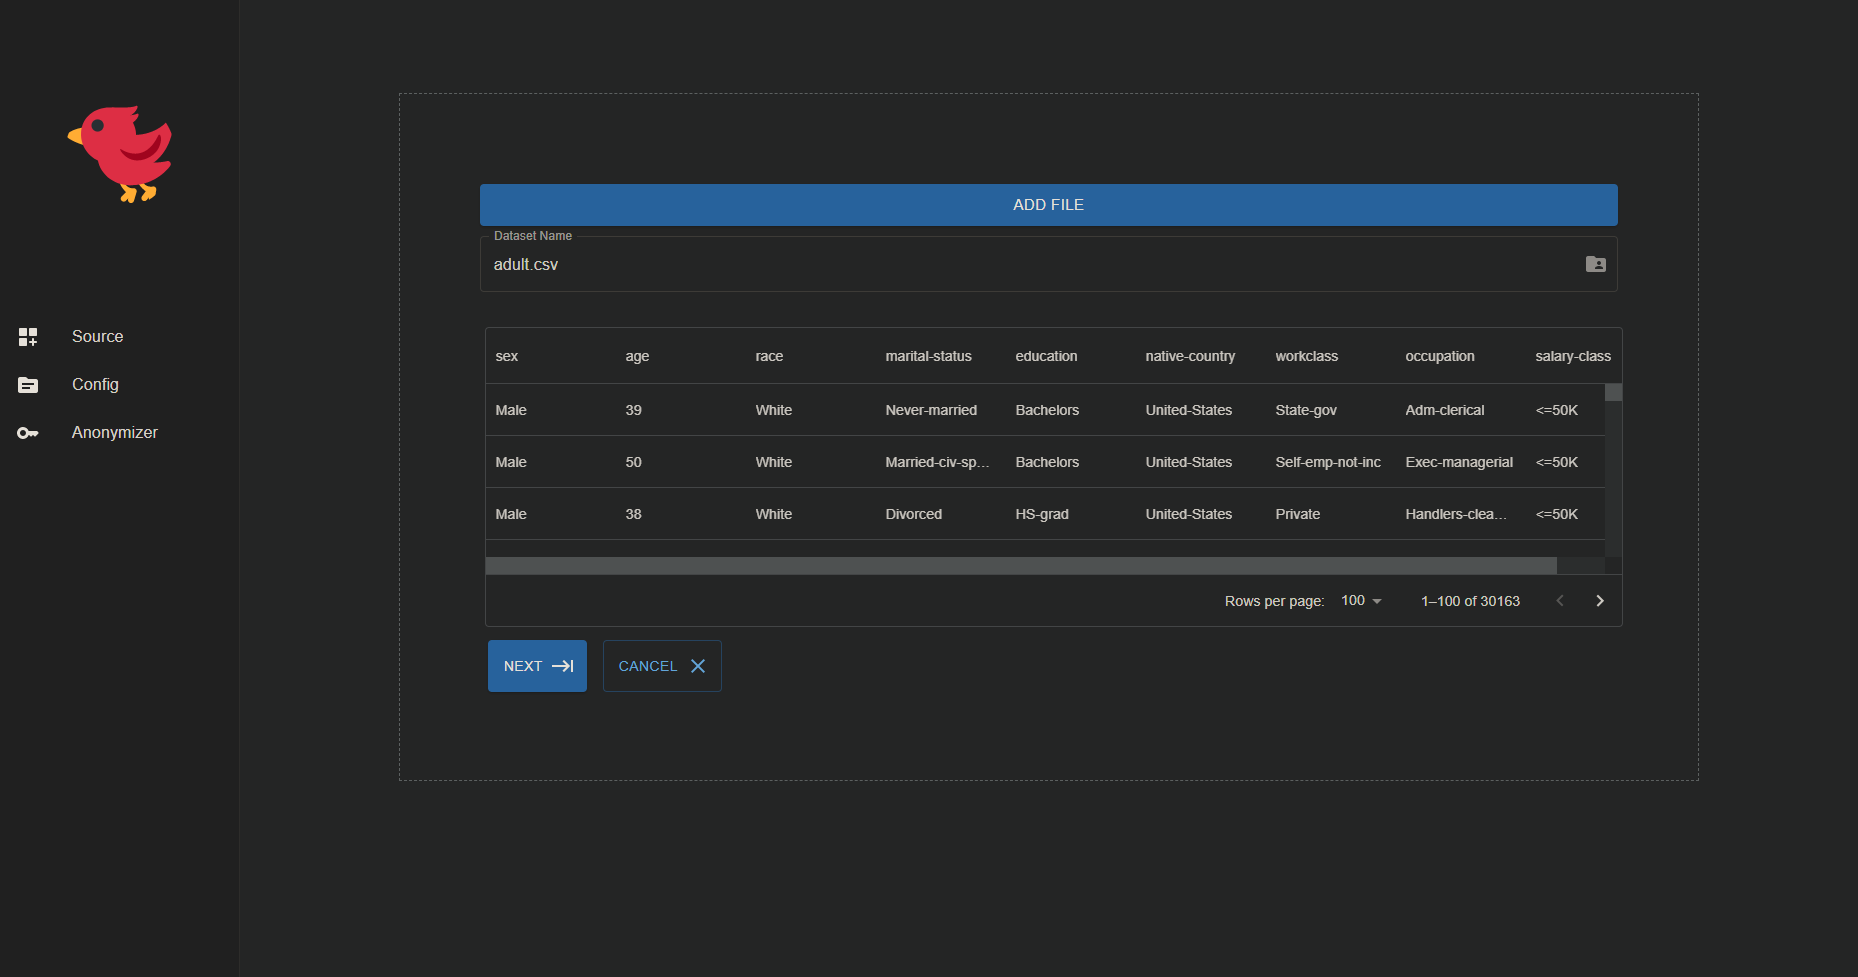 ADD FILE
Dataset Name
adult.csv
Source
Config
Anonymizer
sex age race marital-status education native-country workclass occupation salary-class
Male 39 White Never-married Bachelors United-States State-gov Adm-clerical <=50K
Male 50 White Married-civ-sp... Bachelors United-States Self-emp-not-inc Exec-managerial <=50K
Male 38 White Divorced HS-grad United-States Private Handlers-clea... <=50K
Rows per page: 100 1–100 of 30163
NEXT CANCEL